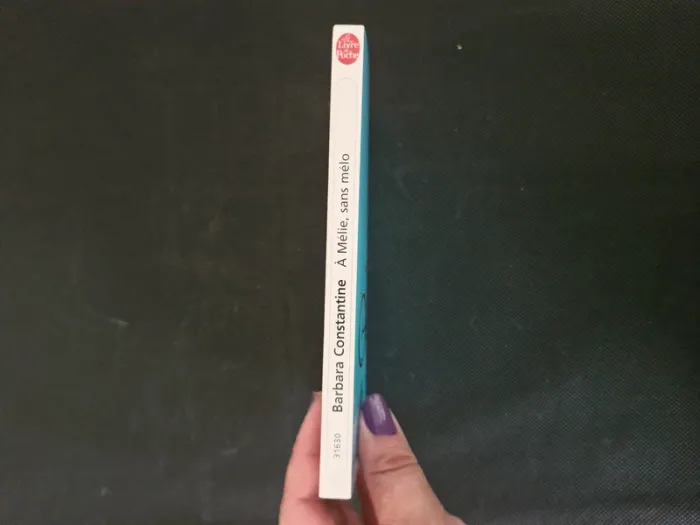 Le
Livre
de
Poche
Barbara Constantine À Mélie, sans mélo
31630